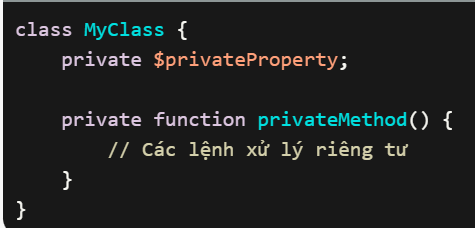 class MyClass {
    private $privateProperty;
    private function privateMethod() {
        // Các lệnh xử lý riêng tư
    }
}